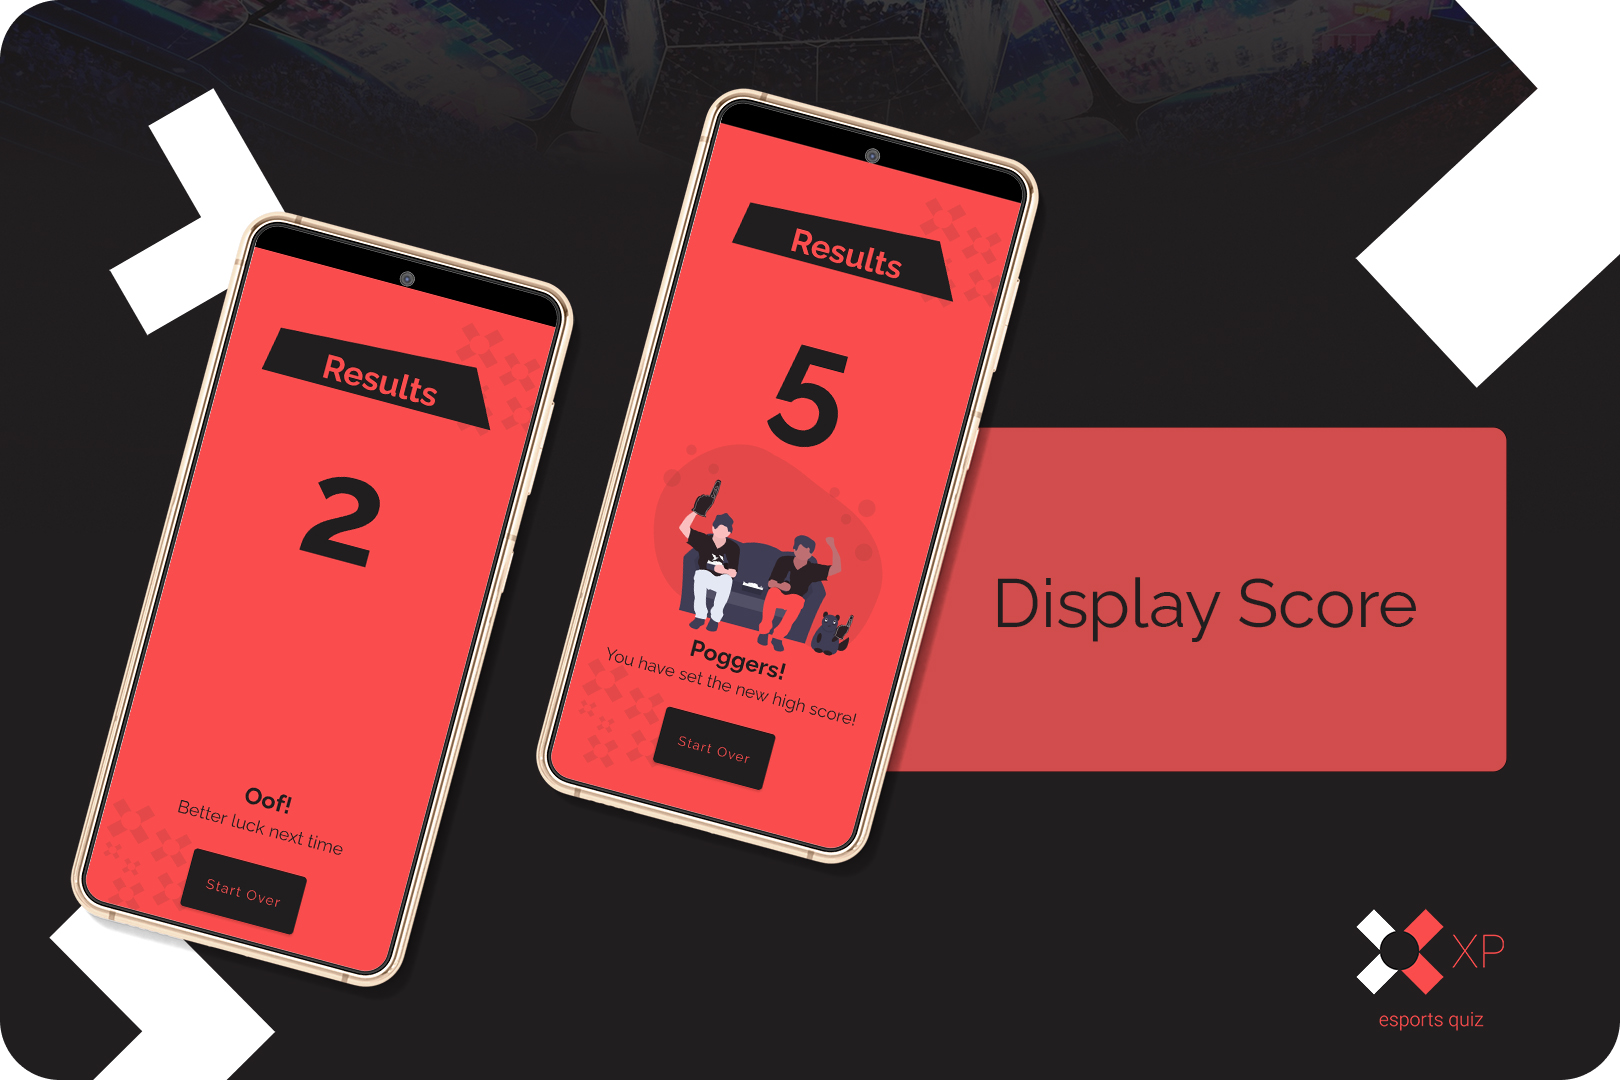 Results
2
Oof!
Better luck next time
Start Over
Results
5
Poggers!
You have set the new high score!
Start Over
Display Score
XP
esports quiz